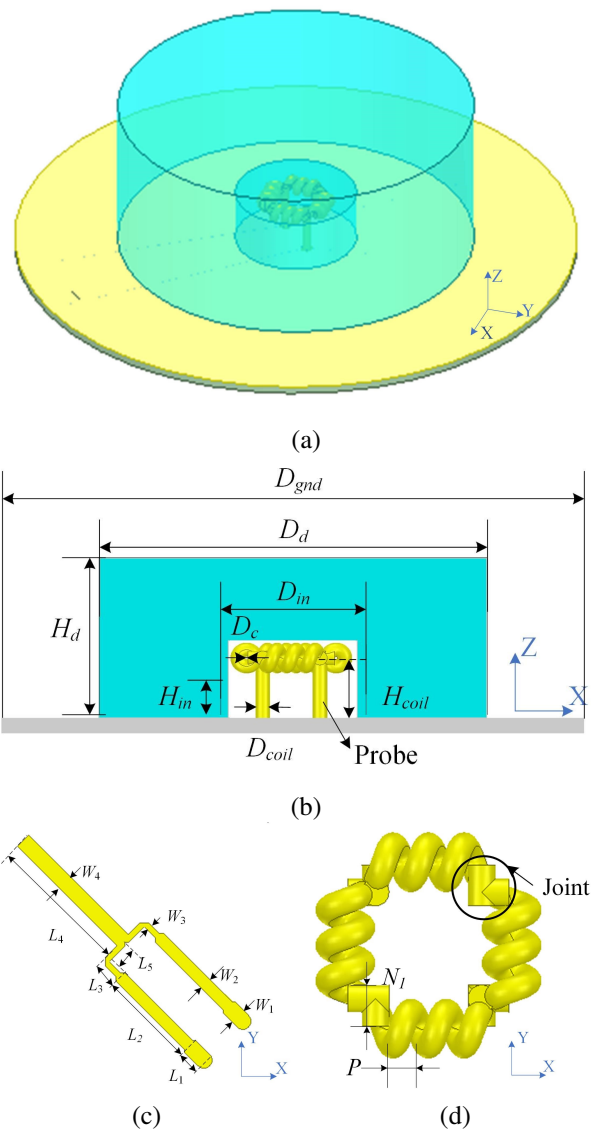 Z
Y
X
(a)
D_gnd
D_d
D_in
H_d
D_c
H_in
H_coil
Z
X
D_coil
Probe
(b)
W_4
W_3
L_4
L_5
L_3
W_2
W_1
L_2
L_1
Y
X
(c)
Joint
N_I
P
Y
X
(d)